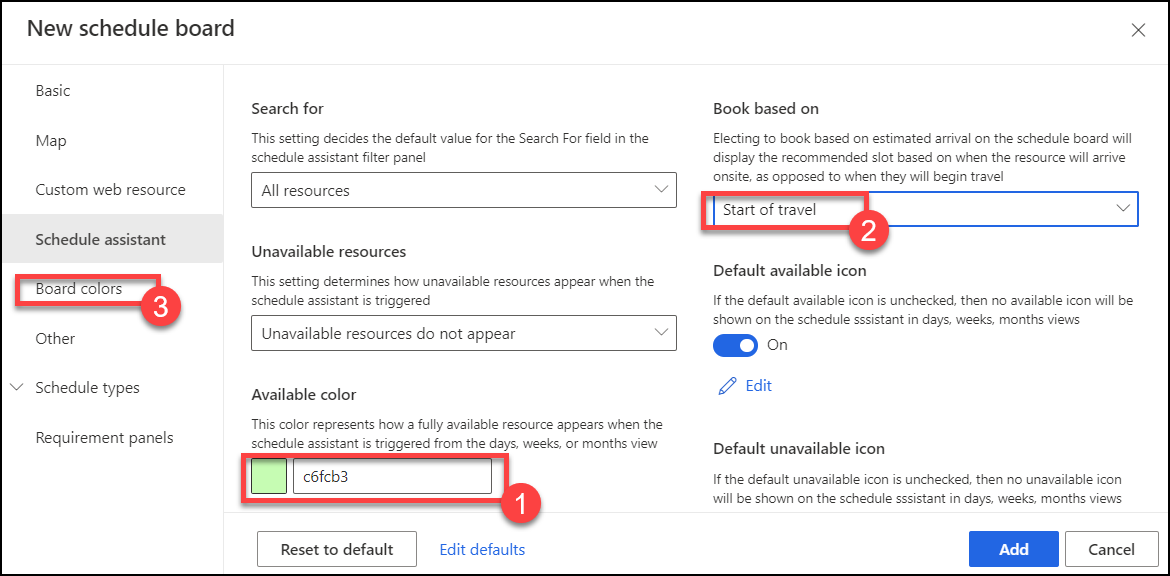 New schedule board
Basic
Map
Custom web resource
Schedule assistant
Board colors
3
Other
Schedule types
Requirement panels
Search for
This setting decides the default value for the Search For field in the
schedule assistant filter panel
All resources
Unavailable resources
This setting determines how unavailable resources appear when the
schedule assistant is triggered
Unavailable resources do not appear
Available color
This color represents how a fully available resource appears when the
schedule assistant is triggered from the days, weeks, or months view
c6fcb3
1
Book based on
Electing to book based on estimated arrival on the schedule board will
display the recommended slot based on when the resource will arrive
onsite, as opposed to when they will begin travel
Start of travel
2
Default available icon
If the default available icon is unchecked, then no available icon will be
shown on the schedule sssistant in days, weeks, months views
On
Edit
Default unavailable icon
If the default available icon is unchecked, then no unavailable icon
will be shown on the schedule sssistant in days, weeks, months views
Reset to default
Edit defaults
Add
Cancel